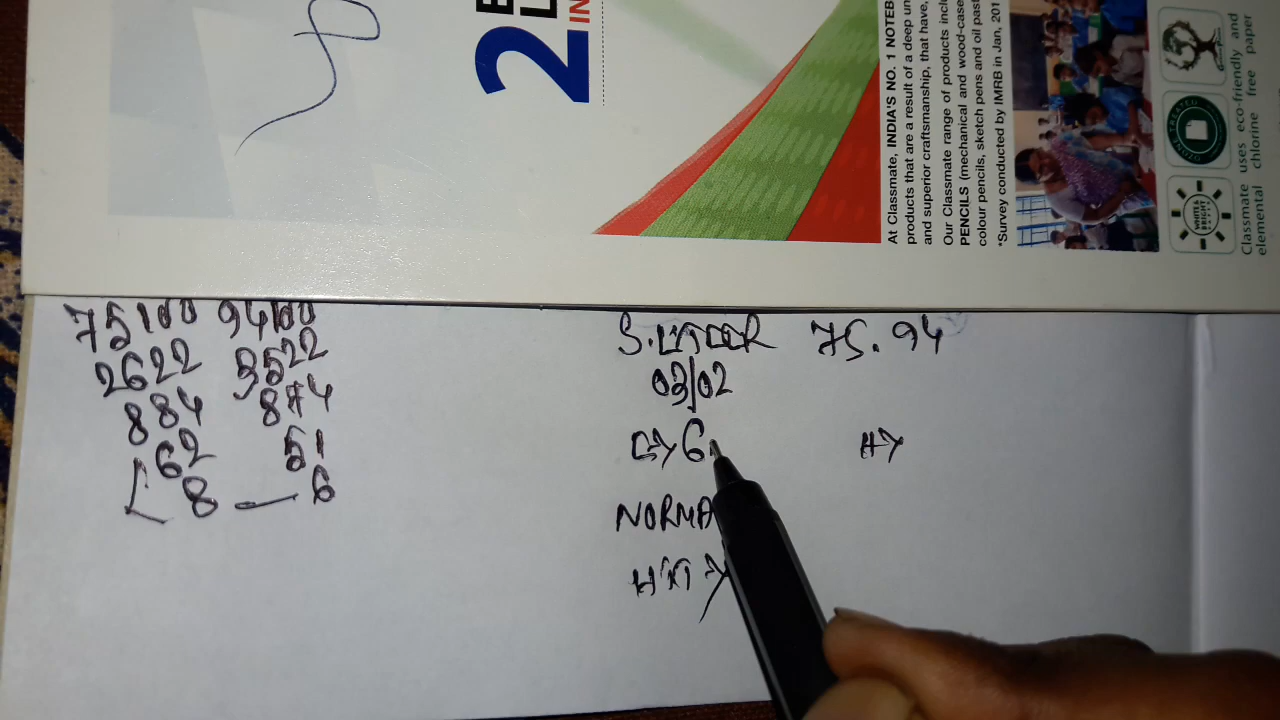 2
IN
At Classmate, INDIA'S NO. 1 NOTEB
products that are a result of a deep un
and superior craftsmanship, that have,
Our Classmate range of products incl
PENCILS (mechanical and wood-case
colour pencils, sketch pens and oil past
*Survey conducted by IMRB in Jan, 201
Classmate uses eco-friendly and
elemental chlorine free paper
75100 94100
2622 3522
884 874
62 51
8 — 6
03/02
75.94
6
NORMA